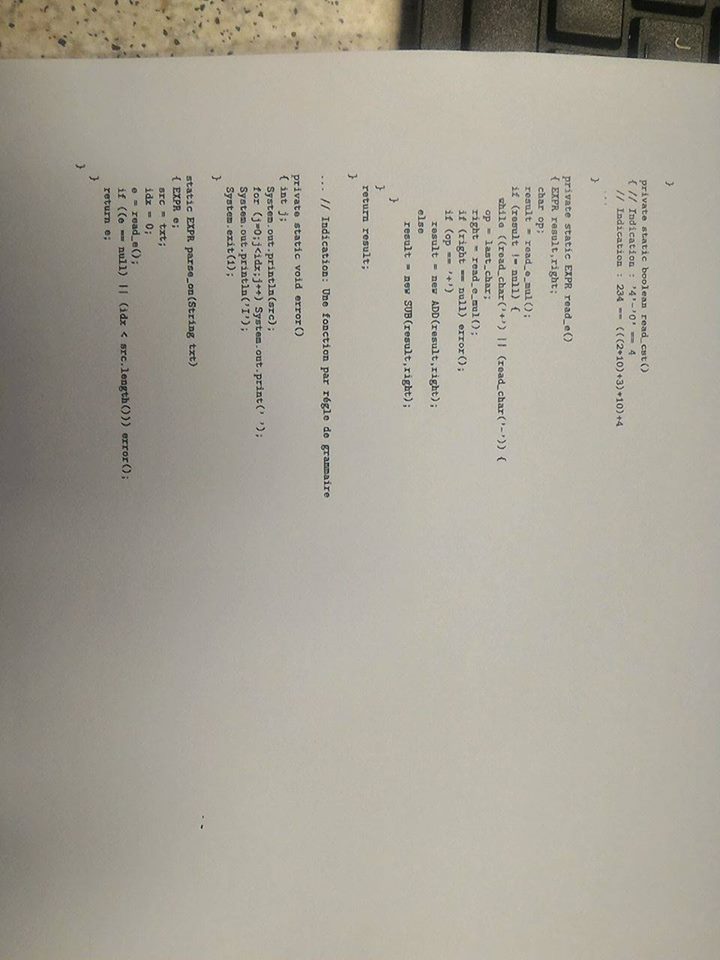 }
private static boolean read_cst()
{ // Indication : '4'-'0' == 4
// Indication : 234 == (((2*10)+3)*10)+4
...
}
private static EXPR read_e()
{ EXPR result,right;
char op;
result = read_e_mul();
if (result != null) {
while ((read_char('+') || (read_char('-')) {
op = last_char;
right = read_e_mul();
if (right == null) error();
if (op == '+')
result = new ADD(result,right);
else
result = new SUB(result,right);
}
}
return result;
}
... // Indication: Une fonction par régle de grammaire
private static void error()
{ int j;
System.out.println(src);
for (j=0;j<idx;j++) System.out.print(' ');
System.out.println('I');
System.exit(1);
}
static EXPR parse_on(String txt)
{ EXPR e;
src = txt;
idx = 0;
e = read_e();
if ((e == null) || (idx < src.length())) error();
return e;
}
}
J